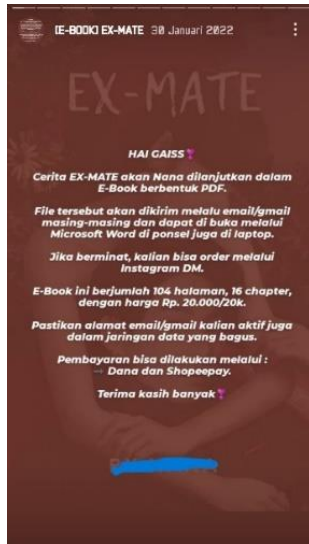 [E-BOOK] EX-MATE 30 Januari 2022
EX-MATE
HAI GAISS
Cerita EX-MATE akan Nana dilanjutkan dalam
E-Book berbentuk PDF.
File tersebut akan dikirim melalu email/gmail
masing-masing dan dapat di buka melalui
Microsoft Word di ponsel juga di laptop.
Jika berminat, kalian bisa order melalui
Instagram DM.
E-Book ini berjumlah 104 halaman, 16 chapter,
dengan harga Rp. 20.000/20k.
Pastikan alamat email/gmail kalian aktif juga
dalam jaringan data yang bagus.
Pembayaran bisa dilakukan melalui :
→ Dana dan Shopeepay.
Terima kasih banyak